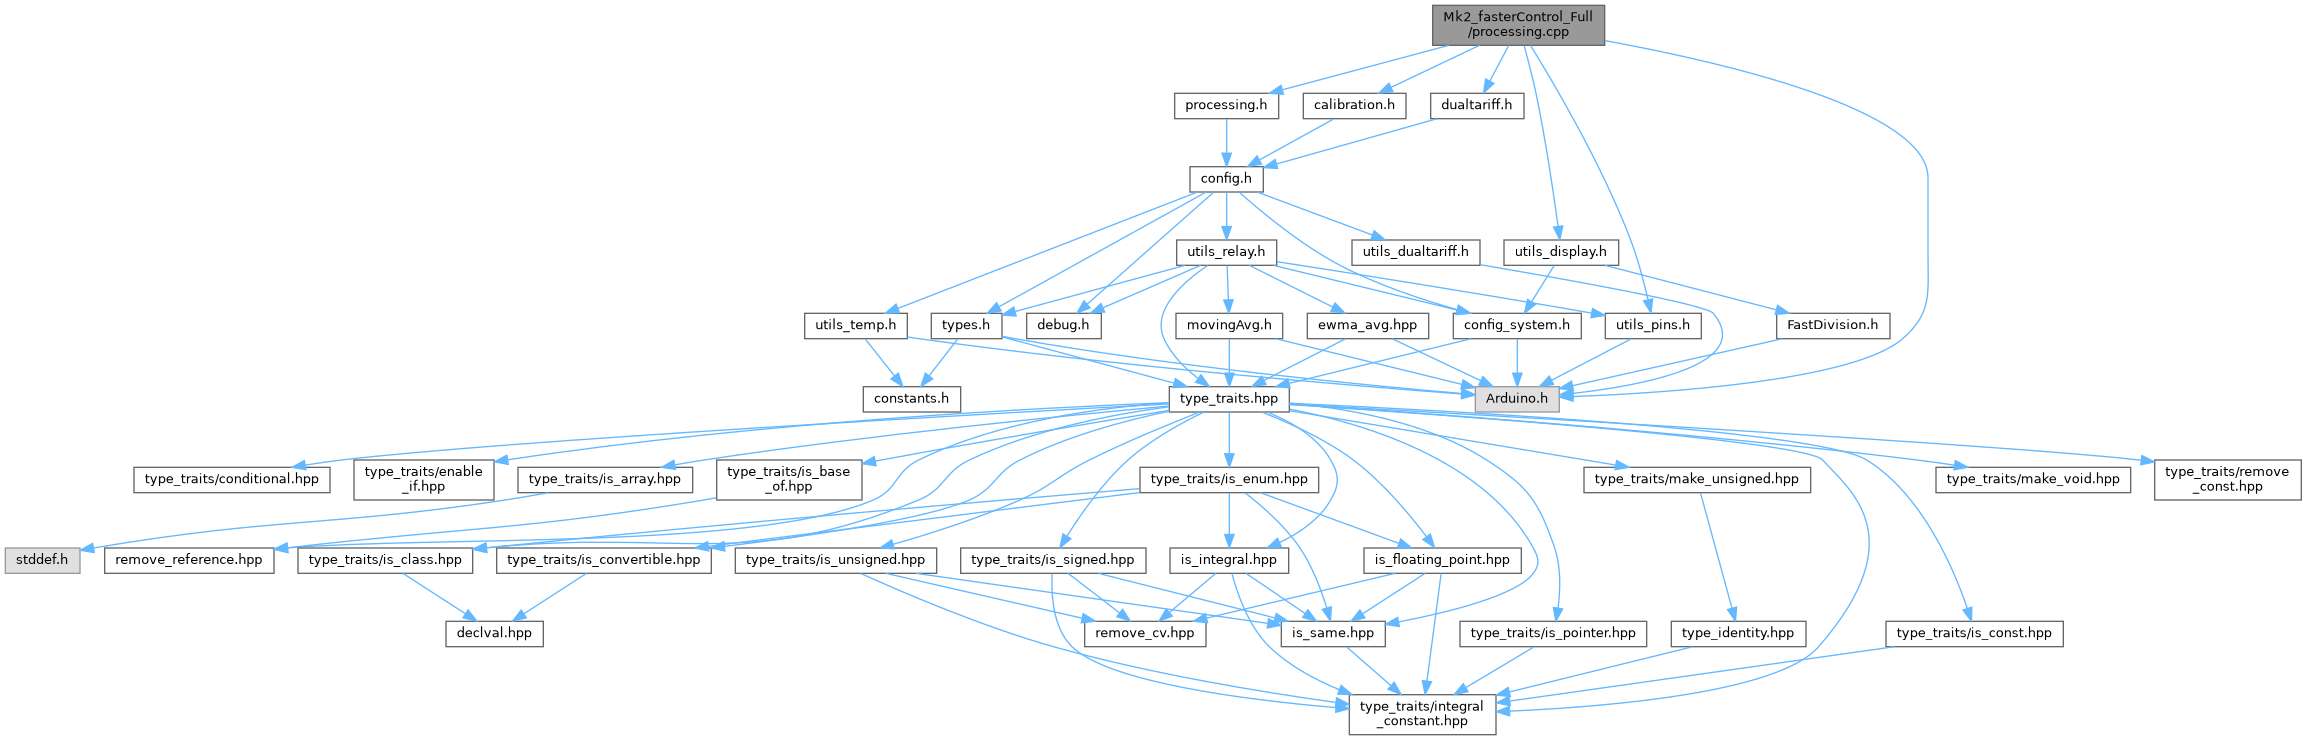 Mk2_fasterControl_Full
/processing.cpp
processing.h
calibration.h
dualtariff.h
config.h
utils_relay.h
utils_dualtariff.h
utils_display.h
utils_temp.h
types.h
debug.h
movingAvg.h
ewma_avg.hpp
config_system.h
utils_pins.h
FastDivision.h
constants.h
type_traits.hpp
Arduino.h
type_traits/conditional.hpp
type_traits/enable
_if.hpp
type_traits/is_array.hpp
type_traits/is_base
_of.hpp
type_traits/is_enum.hpp
type_traits/make_unsigned.hpp
type_traits/make_void.hpp
type_traits/remove
_const.hpp
stddef.h
remove_reference.hpp
type_traits/is_class.hpp
type_traits/is_convertible.hpp
type_traits/is_unsigned.hpp
type_traits/is_signed.hpp
is_integral.hpp
is_floating_point.hpp
declval.hpp
remove_cv.hpp
is_same.hpp
type_traits/is_pointer.hpp
type_identity.hpp
type_traits/is_const.hpp
type_traits/integral
_constant.hpp